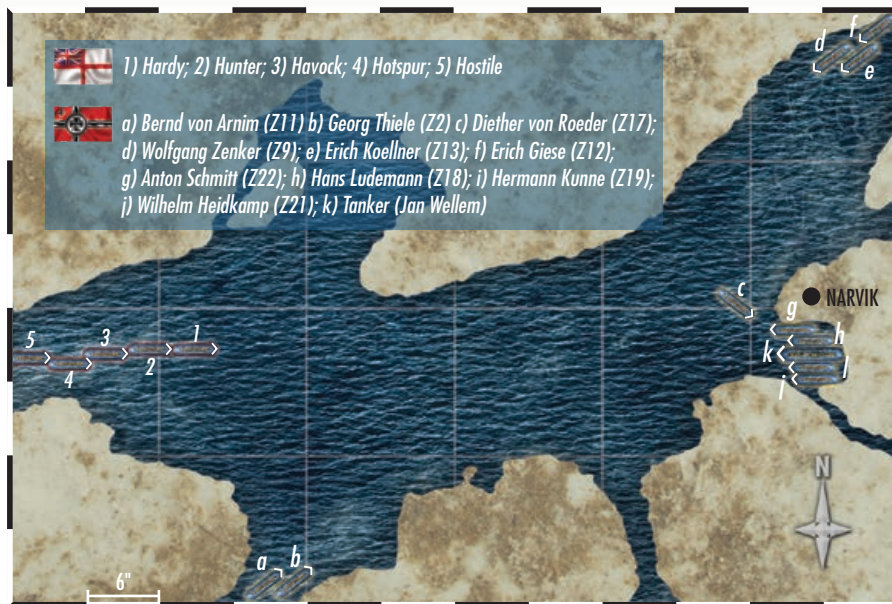 1) Hardy; 2) Hunter; 3) Havock; 4) Hotspur; 5) Hostile
a) Bernd von Arnim (Z11) b) Georg Thiele (Z2) c) Diether von Roeder (Z17);
d) Wolfgang Zenker (Z9); e) Erich Koellner (Z13); f) Erich Giese (Z12);
g) Anton Schmitt (Z22); h) Hans Ludemann (Z18); i) Hermann Kunne (Z19);
j) Wilhelm Heidkamp (Z21); k) Tanker (Jan Wellem)
d
f
e
c
NARVIK
g
h
k
l
j
5
4
3
2
1
N
a
b
6"